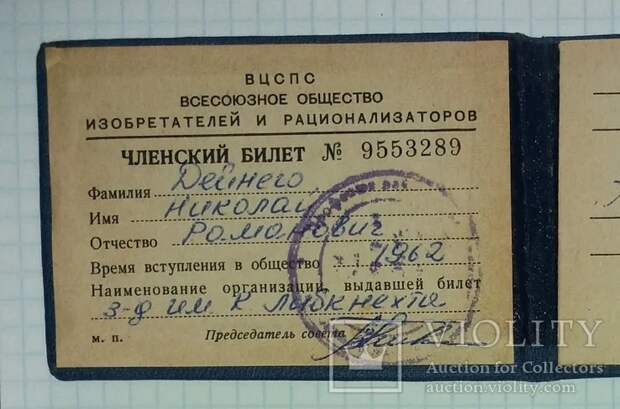 ВЦСПС
ВСЕСОЮЗНОЕ ОБЩЕСТВО
ИЗОБРЕТАТЕЛЕЙ И РАЦИОНАЛИЗАТОРОВ
ЧЛЕНСКИЙ БИЛЕТ № 9553289
Фамилия Дейнего
Имя Николай
Отчество Романович
Время вступления в общество 1962
Наименование организации, выдавшей билет
з-д им К Либкнехта
м. п. Председатель совета
VIOLITY
Auction for Collectors
auction.violity.com